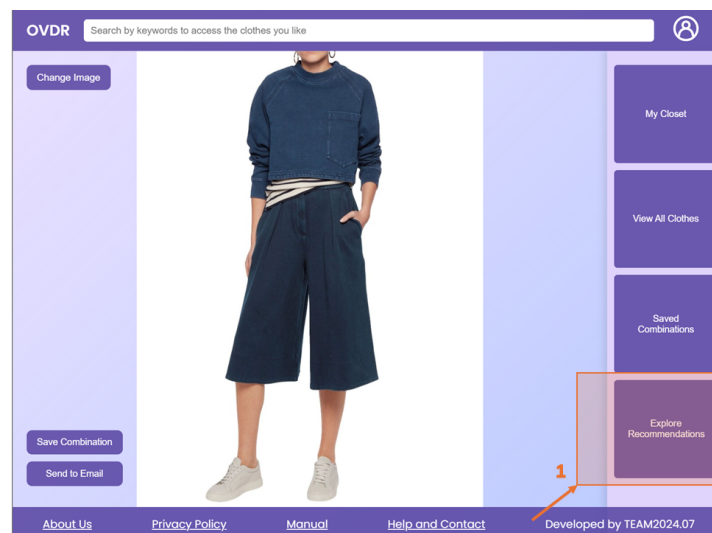 OVDR
Search by keywords to access the clothes you like
Change Image
My Closet
View All Clothes
Saved
Combinations
Explore
Recommendations
Save Combination
Send to Email
1
About Us
Privacy Policy
Manual
Help and Contact
Developed by TEAM2024.07